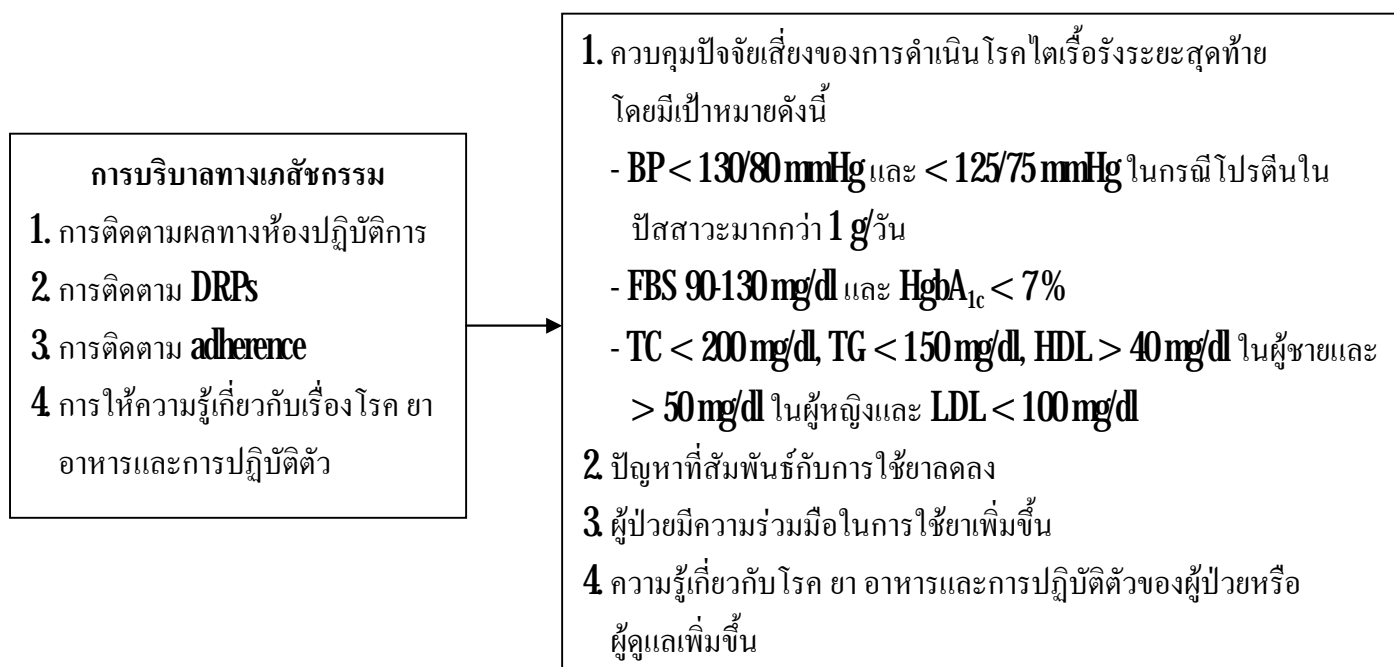 การบริบาลทางเภสัชกรรม
1. การติดตามผลทางห้องปฏิบัติการ
2. การติดตาม DRPs
3. การติดตาม adherence
4. การให้ความรู้เกี่ยวกับเรื่องโรค ยา
อาหารและการปฏิบัติตัว
1. ควบคุมปัจจัยเสี่ยงของการดำเนินโรคไตเรื้อรังระยะสุดท้าย
โดยมีเป้าหมายดังนี้
- BP < 130/80 mmHg และ < 125/75 mmHg ในกรณีโปรตีนใน
ปัสสาวะมากกว่า 1 g/วัน
- FBS 90-130 mg/dl และ HgbA1c < 7%
- TC < 200 mg/dl, TG < 150 mg/dl, HDL > 40 mg/dl ในผู้ชายและ
> 50 mg/dl ในผู้หญิงและ LDL < 100 mg/dl
2. ปัญหาที่สัมพันธ์กับการใช้ยาลดลง
3. ผู้ป่วยมีความร่วมมือในการใช้ยาเพิ่มขึ้น
4. ความรู้เกี่ยวกับโรค ยา อาหารและการปฏิบัติตัวของผู้ป่วยหรือ
ผู้ดูแลเพิ่มขึ้น